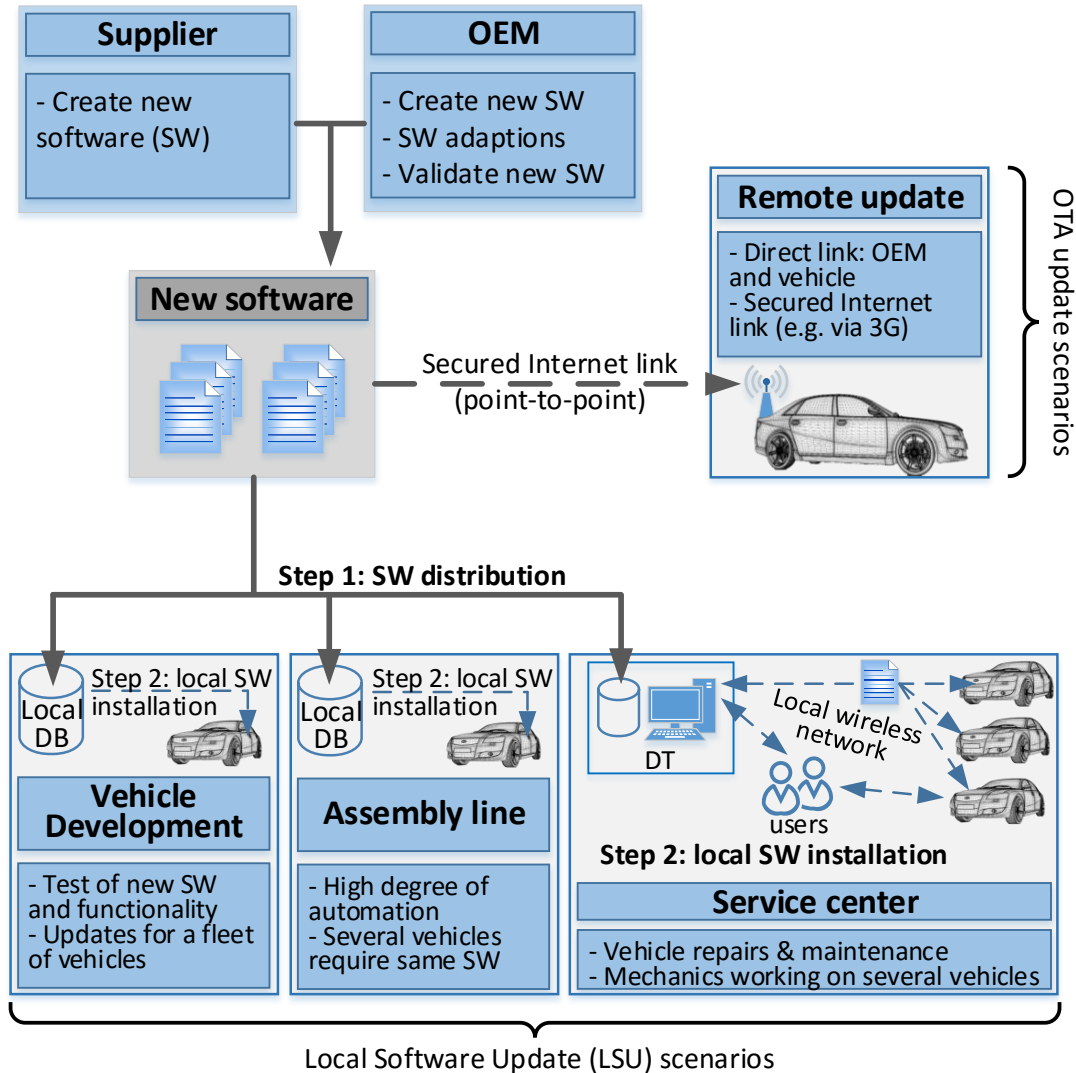 Supplier
- Create new
software (SW)
OEM
- Create new SW
- SW adaptions
- Validate new SW
Remote update
- Direct link: OEM
and vehicle
- Secured Internet
link (e.g. via 3G)
OTA update scenarios
New software
Secured Internet link
(point-to-point)
Step 1: SW distribution
Local
DB
Step 2: local SW
installation
Vehicle
Development
- Test of new SW
and functionality
- Updates for a fleet
of vehicles
Local
DB
Step 2: local SW
installation
Assembly line
- High degree of
automation
- Several vehicles
require same SW
DT
Local wireless
network
users
Step 2: local SW installation
Service center
- Vehicle repairs & maintenance
- Mechanics working on several vehicles
Local Software Update (LSU) scenarios